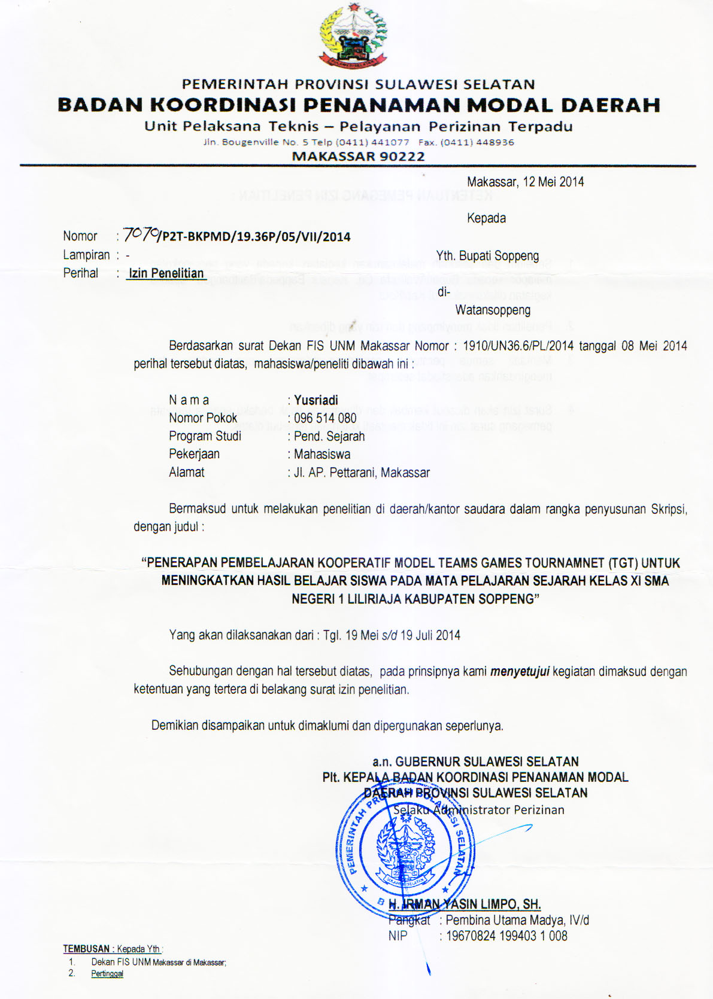 PEMERINTAH PROVINSI SULAWESI SELATAN
BADAN KOORDINASI PENANAMAN MODAL DAERAH
Unit Pelaksana Teknis – Pelayanan Perizinan Terpadu
Jln. Bougenville No. 5 Telp (0411) 441077 Fax. (0411) 448936
MAKASSAR 90222
Makassar, 12 Mei 2014
Kepada
Nomor : 7070/P2T-BKPMD/19.36P/05/VII/2014
Lampiran : -
Yth. Bupati Soppeng
Perihal : Izin Penelitian
di-
Watansoppeng
Berdasarkan surat Dekan FIS UNM Makassar Nomor : 1910/UN36.6/PL/2014 tanggal 08 Mei 2014
perihal tersebut diatas, mahasiswa/peneliti dibawah ini :
N a m a : Yusriadi
Nomor Pokok : 096 514 080
Program Studi : Pend. Sejarah
Pekerjaan : Mahasiswa
Alamat : Jl. AP. Pettarani, Makassar
Bermaksud untuk melakukan penelitian di daerah/kantor saudara dalam rangka penyusunan Skripsi,
dengan judul :
“PENERAPAN PEMBELAJARAN KOOPERATIF MODEL TEAMS GAMES TOURNAMNET (TGT) UNTUK
MENINGKATKAN HASIL BELAJAR SISWA PADA MATA PELAJARAN SEJARAH KELAS XI SMA
NEGERI 1 LILIRIAJA KABUPATEN SOPPENG”
Yang akan dilaksanakan dari : Tgl. 19 Mei s/d 19 Juli 2014
Sehubungan dengan hal tersebut diatas, pada prinsipnya kami menyetujui kegiatan dimaksud dengan
ketentuan yang tertera di belakang surat izin penelitian.
Demikian disampaikan untuk dimaklumi dan dipergunakan seperlunya.
a.n. GUBERNUR SULAWESI SELATAN
Plt. KEPALA BADAN KOORDINASI PENANAMAN MODAL
DAERAH PROVINSI SULAWESI SELATAN
Selaku Administrator Perizinan
PEMERINTAH PROVINSI SULAWESI SELATAN
SULAWESI SELATAN
H. IRMAN YASIN LIMPO, SH.
Pangkat : Pembina Utama Madya, IV/d
NIP : 19670824 199403 1 008
TEMBUSAN : Kepada Yth :
1. Dekan FIS UNM Makassar di Makassar;
2. Pertinggal